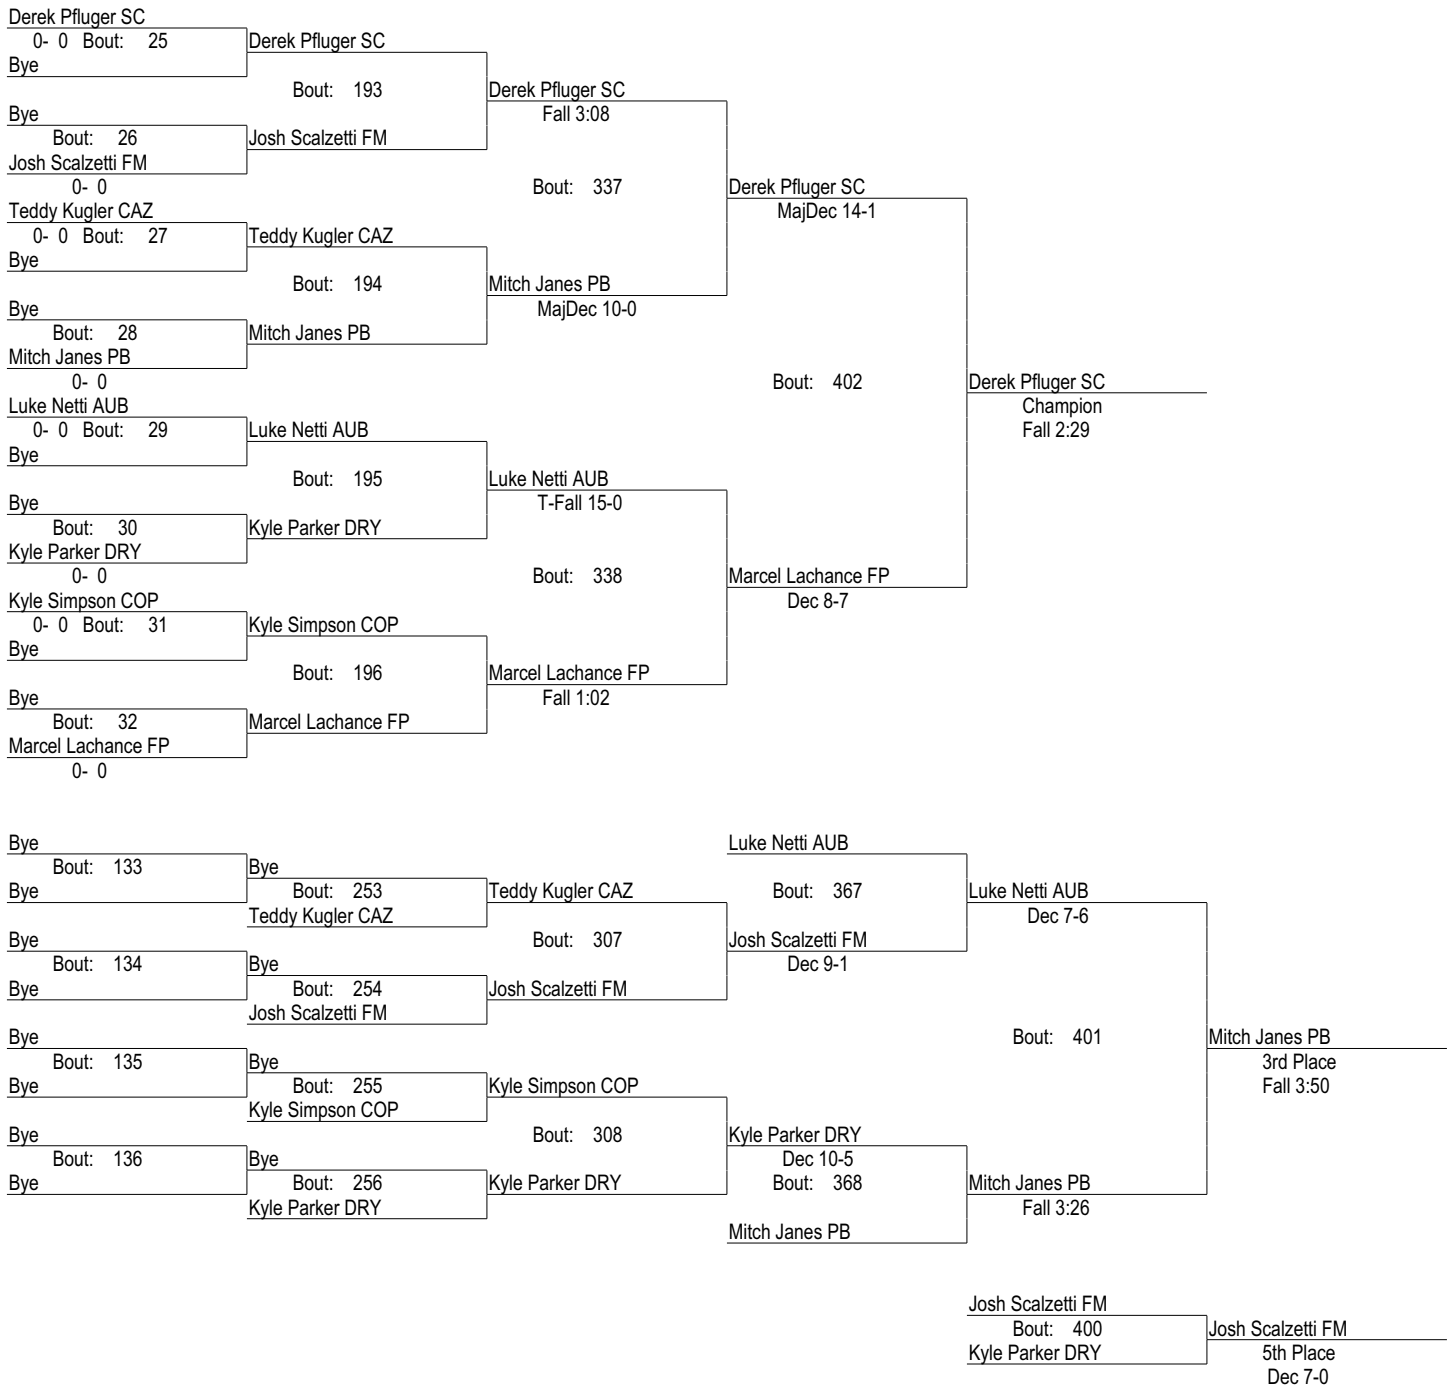 Derek Pfluger SC
0- 0 Bout: 25 Derek Pfluger SC
Bye
Bout: 193 Derek Pfluger SC
Bye Fall 3:08
Bout: 26 Josh Scalzetti FM
Josh Scalzetti FM
0- 0 Bout: 337 Derek Pfluger SC
Teddy Kugler CAZ MajDec 14-1
0- 0 Bout: 27 Teddy Kugler CAZ
Bye
Bout: 194 Mitch Janes PB
Bye MajDec 10-0
Bout: 28 Mitch Janes PB
Mitch Janes PB
0- 0 Bout: 402 Derek Pfluger SC
Luke Netti AUB Champion
0- 0 Bout: 29 Luke Netti AUB Fall 2:29
Bye
Bout: 195 Luke Netti AUB
Bye T-Fall 15-0
Bout: 30 Kyle Parker DRY
Kyle Parker DRY
0- 0 Bout: 338 Marcel Lachance FP
Kyle Simpson COP Dec 8-7
0- 0 Bout: 31 Kyle Simpson COP
Bye
Bout: 196 Marcel Lachance FP
Bye Fall 1:02
Bout: 32 Marcel Lachance FP
Marcel Lachance FP
0- 0
Bye Luke Netti AUB
Bout: 133 Bye
Bye Bout: 253 Teddy Kugler CAZ Bout: 367 Luke Netti AUB
Teddy Kugler CAZ Dec 7-6
Bye Bout: 307 Josh Scalzetti FM
Bout: 134 Bye Dec 9-1
Bye Bout: 254 Josh Scalzetti FM
Josh Scalzetti FM
Bye Bout: 401 Mitch Janes PB
Bout: 135 Bye 3rd Place
Bye Bout: 255 Kyle Simpson COP Fall 3:50
Kyle Simpson COP
Bye Bout: 308 Kyle Parker DRY
Bout: 136 Bye Dec 10-5
Bye Bout: 256 Kyle Parker DRY Bout: 368 Mitch Janes PB
Kyle Parker DRY Fall 3:26
Mitch Janes PB
Josh Scalzetti FM
Bout: 400 Josh Scalzetti FM
Kyle Parker DRY 5th Place
Dec 7-0